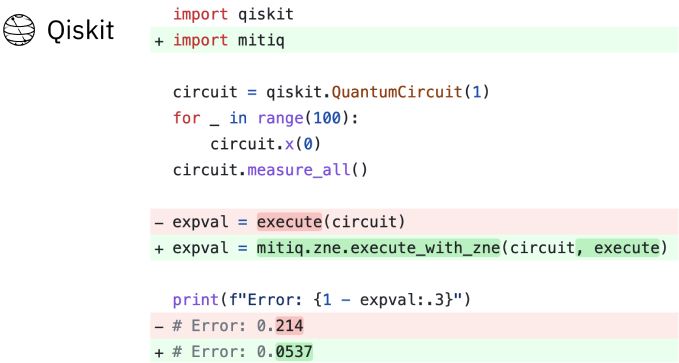 Qiskit
import qiskit
+ import mitiq
circuit = qiskit.QuantumCircuit(1)
for _ in range(100):
circuit.x(0)
circuit.measure_all()
- expval = execute(circuit)
+ expval = mitiq.zne.execute_with_zne(circuit, execute)
print(f"Error: {1 - expval:.3}")
- # Error: 0.214
+ # Error: 0.0537